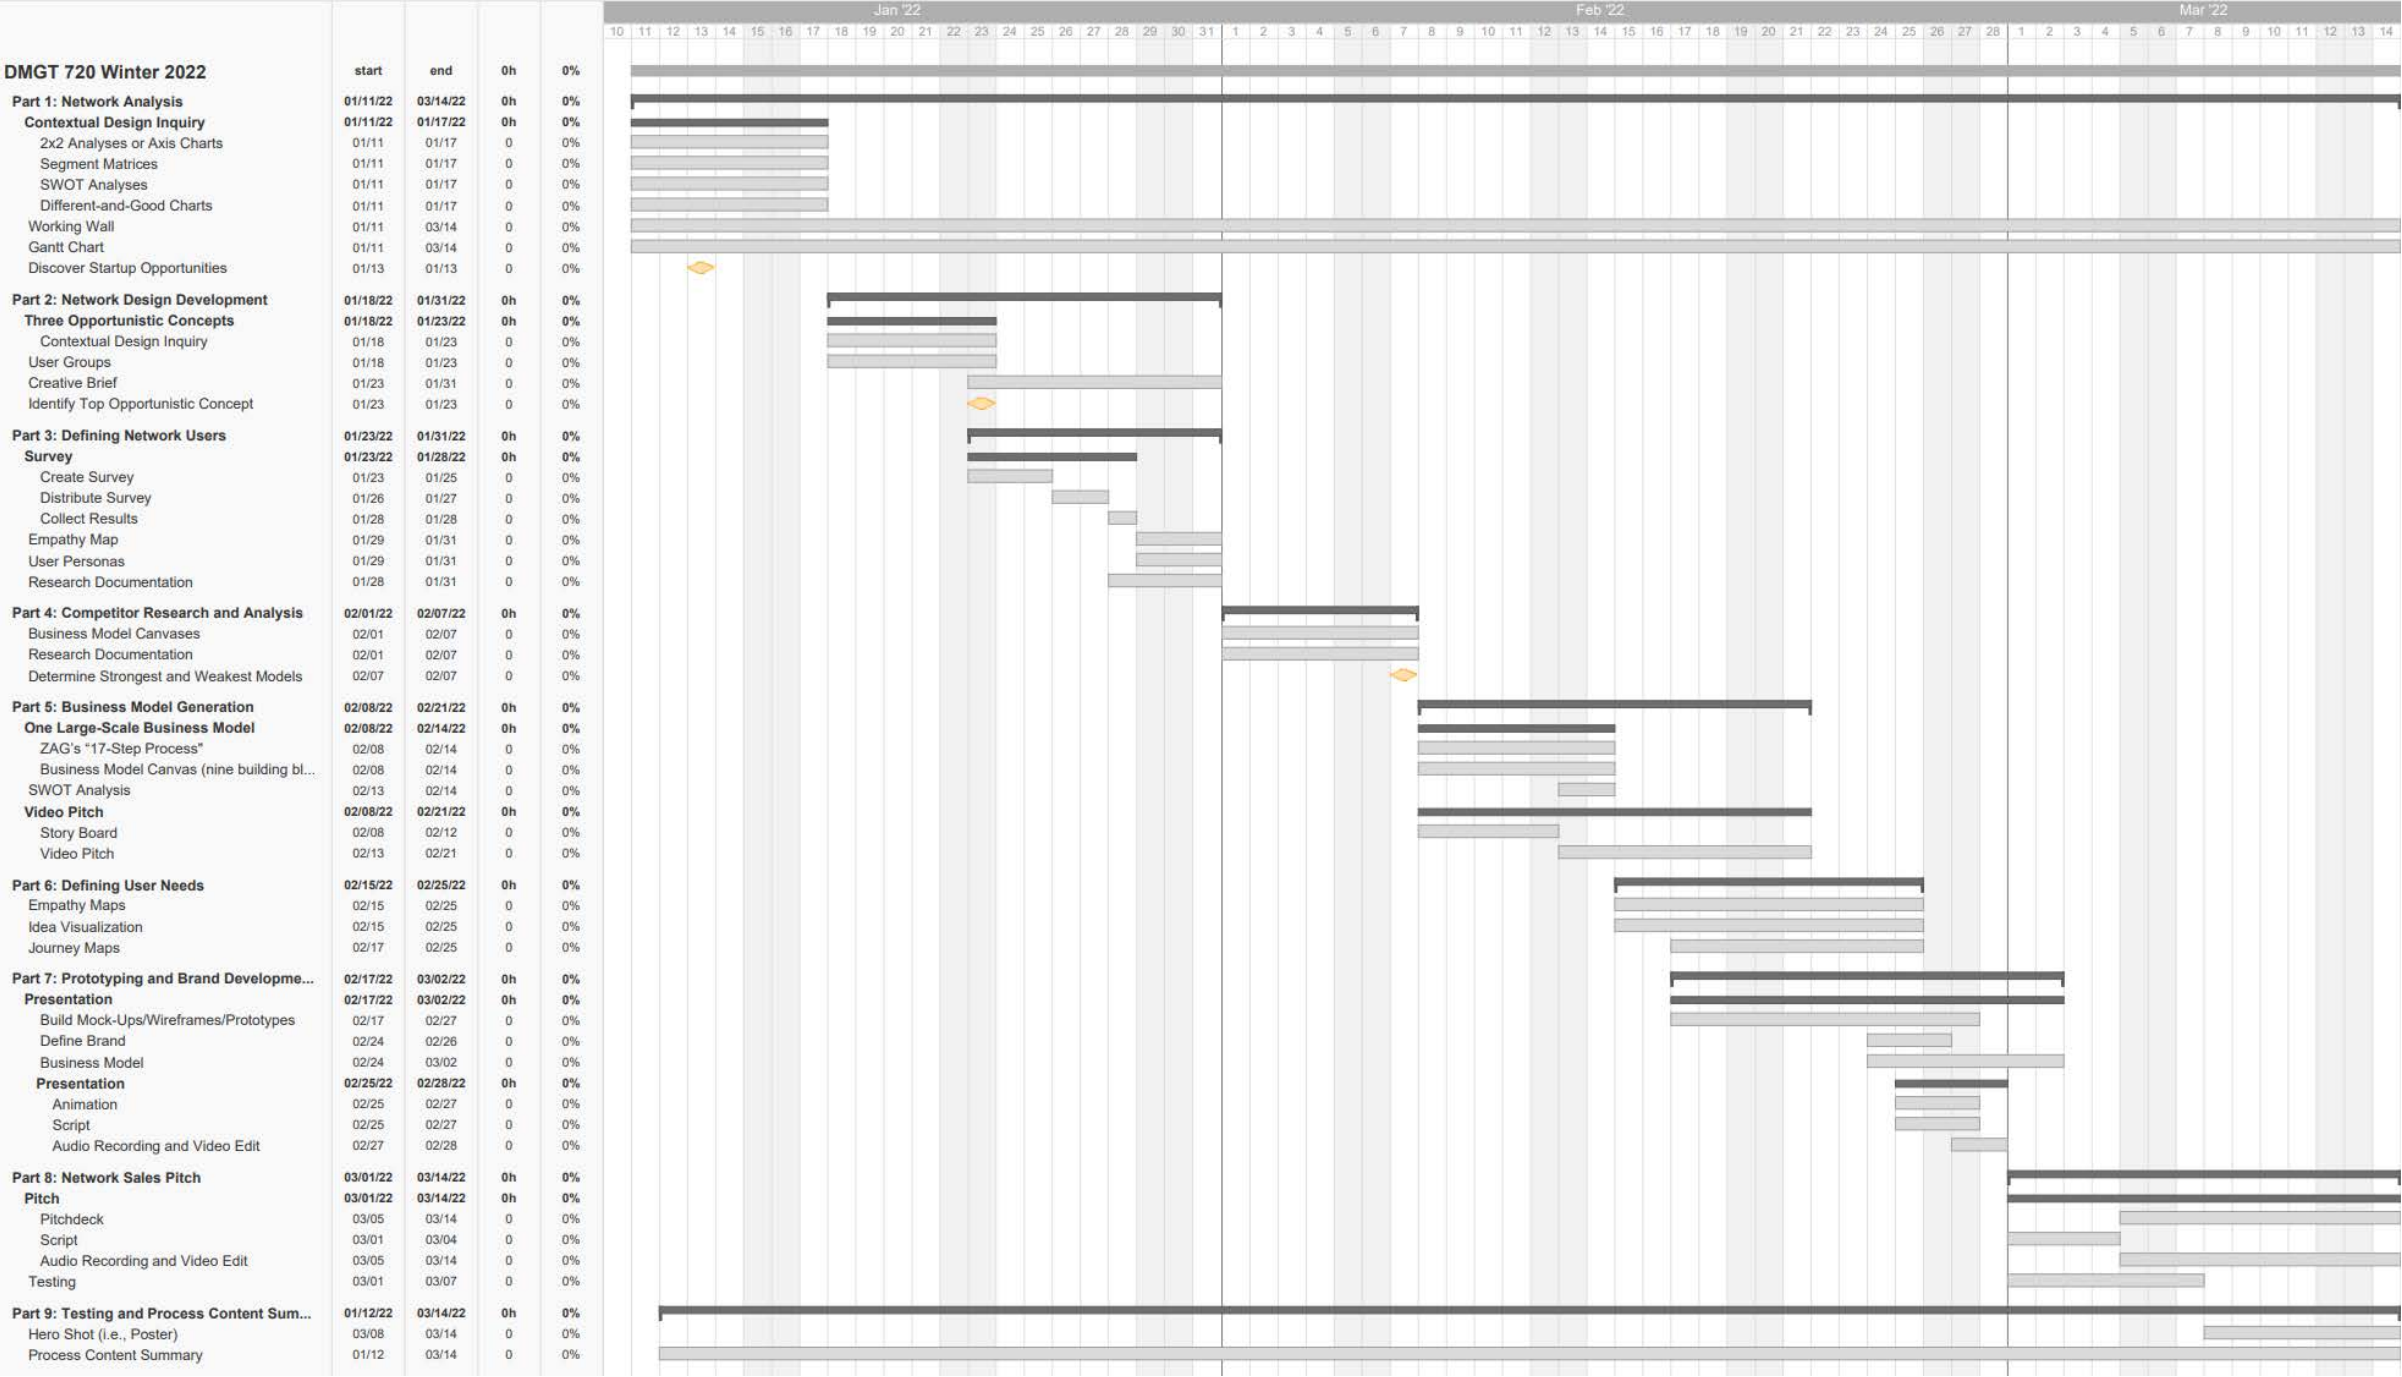 Jan '22 Feb '22 Mar '22
10 11 12 13 14 15 16 17 18 19 20 21 22 23 24 25 26 27 28 29 30 31 1 2 3 4 5 6 7 8 9 10 11 12 13 14 15 16 17 18 19 20 21 22 23 24 25 26 27 28 1 2 3 4 5 6 7 8 9 10 11 12 13 14
DMGT 720 Winter 2022 start end 0h 0%
Part 1: Network Analysis 01/11/22 03/14/22 0h 0%
Contextual Design Inquiry 01/11/22 01/17/22 0h 0%
2x2 Analyses or Axis Charts 01/11 01/17 0 0%
Segment Matrices 01/11 01/17 0 0%
SWOT Analyses 01/11 01/17 0 0%
Different-and-Good Charts 01/11 01/17 0 0%
Working Wall 01/11 03/14 0 0%
Gantt Chart 01/11 03/14 0 0%
Discover Startup Opportunities 01/13 01/13 0 0%
Part 2: Network Design Development 01/18/22 01/31/22 0h 0%
Three Opportunistic Concepts 01/18/22 01/23/22 0h 0%
Contextual Design Inquiry 01/18 01/23 0 0%
User Groups 01/18 01/23 0 0%
Creative Brief 01/23 01/31 0 0%
Identify Top Opportunistic Concept 01/23 01/23 0 0%
Part 3: Defining Network Users 01/23/22 01/31/22 0h 0%
Survey 01/23/22 01/28/22 0h 0%
Create Survey 01/23 01/25 0 0%
Distribute Survey 01/26 01/27 0 0%
Collect Results 01/28 01/28 0 0%
Empathy Map 01/29 01/31 0 0%
User Personas 01/29 01/31 0 0%
Research Documentation 01/28 01/31 0 0%
Part 4: Competitor Research and Analysis 02/01/22 02/07/22 0h 0%
Business Model Canvases 02/01 02/07 0 0%
Research Documentation 02/01 02/07 0 0%
Determine Strongest and Weakest Models 02/07 02/07 0 0%
Part 5: Business Model Generation 02/08/22 02/21/22 0h 0%
One Large-Scale Business Model 02/08/22 02/14/22 0h 0%
ZAG's “17-Step Process" 02/08 02/14 0 0%
Business Model Canvas (nine building bl... 02/08 02/14 0 0%
SWOT Analysis 02/13 02/14 0 0%
Video Pitch 02/08/22 02/21/22 0h 0%
Story Board 02/08 02/12 0 0%
Video Pitch 02/13 02/21 0 0%
Part 6: Defining User Needs 02/15/22 02/25/22 0h 0%
Empathy Maps 02/15 02/25 0 0%
Idea Visualization 02/15 02/25 0 0%
Journey Maps 02/17 02/25 0 0%
Part 7: Prototyping and Brand Developme... 02/17/22 03/02/22 0h 0%
Presentation 02/17/22 03/02/22 0h 0%
Build Mock-Ups/Wireframes/Prototypes 02/17 02/27 0 0%
Define Brand 02/24 02/26 0 0%
Business Model 02/24 03/02 0 0%
Presentation 02/25/22 02/28/22 0h 0%
Animation 02/25 02/27 0 0%
Script 02/25 02/27 0 0%
Audio Recording and Video Edit 02/27 02/28 0 0%
Part 8: Network Sales Pitch 03/01/22 03/14/22 0h 0%
Pitch 03/01/22 03/14/22 0h 0%
Pitchdeck 03/05 03/14 0 0%
Script 03/01 03/04 0 0%
Audio Recording and Video Edit 03/05 03/14 0 0%
Testing 03/01 03/07 0 0%
Part 9: Testing and Process Content Sum... 01/12/22 03/14/22 0h 0%
Hero Shot (i.e., Poster) 03/08 03/14 0 0%
Process Content Summary 01/12 03/14 0 0%